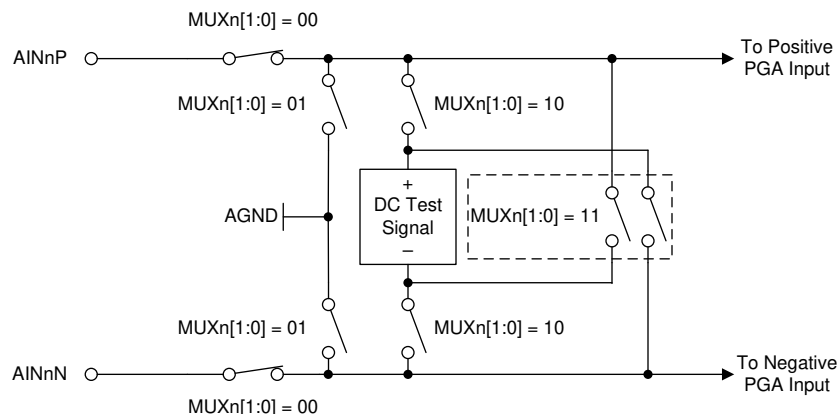 MUXn[1:0] = 00
AINnP
To Positive
PGA Input
MUXn[1:0] = 01
MUXn[1:0] = 10
+
DC Test
Signal
–
AGND
MUXn[1:0] = 11
MUXn[1:0] = 01
MUXn[1:0] = 10
AINnN
To Negative
PGA Input
MUXn[1:0] = 00